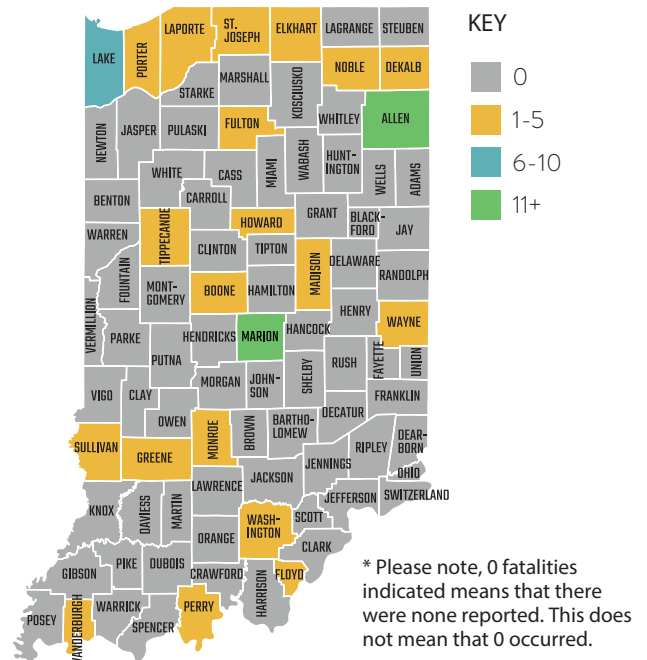 LAKE
PORTER
LAPORTE
ST.
JOSEPH
ELKHART
LAGRANGE
STEUBEN
NOBLE
DEKALB
STARKE
MARSHALL
KOSCIUSKO
WHITLEY
ALLEN
NEWTON
JASPER
PULASKI
FULTON
WHITE
CASS
MIAMI
WABASH
HUNT-
INGTON
WELLS
ADAMS
BENTON
CARROLL
HOWARD
GRANT
BLACK-
FORD
JAY
WARREN
TIPPECANOE
CLINTON
TIPTON
MADISON
DELAWARE
RANDOLPH
FOUNTAIN
MONT-
GOMERY
BOONE
HAMILTON
HENRY
WAYNE
VERMILLION
PARKE
PUTNA
HENDRICKS
MARION
HANCOCK
RUSH
FAYETTE
UNION
VIGO
CLAY
OWEN
MORGAN
JOHN-
SON
SHELBY
DECATUR
FRANKLIN
SULLIVAN
GREENE
MONROE
BROWN
BARTHO-
LOMEW
JENNINGS
RIPLEY
DEAR-
BORN
OHIO
KNOX
DAVIESS
MARTIN
LAWRENCE
JACKSON
JEFFERSON
SWITZERLAND
ORANGE
WASH-
INGTON
SCOTT
CLARK
GIBSON
PIKE
DUBOIS
CRAWFORD
HARRISON
FLOYD
POSEY
VANDERBURGH
WARRICK
SPENCER
PERRY
KEY
0
1-5
6-10
11+
* Please note, 0 fatalities
indicated means that there
were none reported. This does
not mean that 0 occurred.